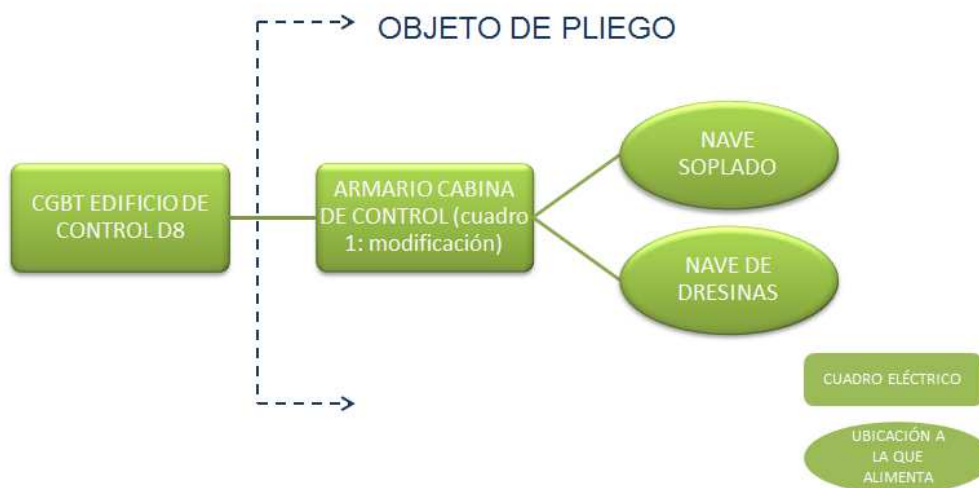 OBJETO DE PLIEGO
CGBT EDIFICIO DE
CONTROL D8
ARMARIO CABINA
DE CONTROL (cuadro
1: modificación)
NAVE
SOPLADO
NAVE DE
DRESINAS
CUADRO ELÉCTRICO
UBICACIÓN A
LA QUE
ALIMENTA